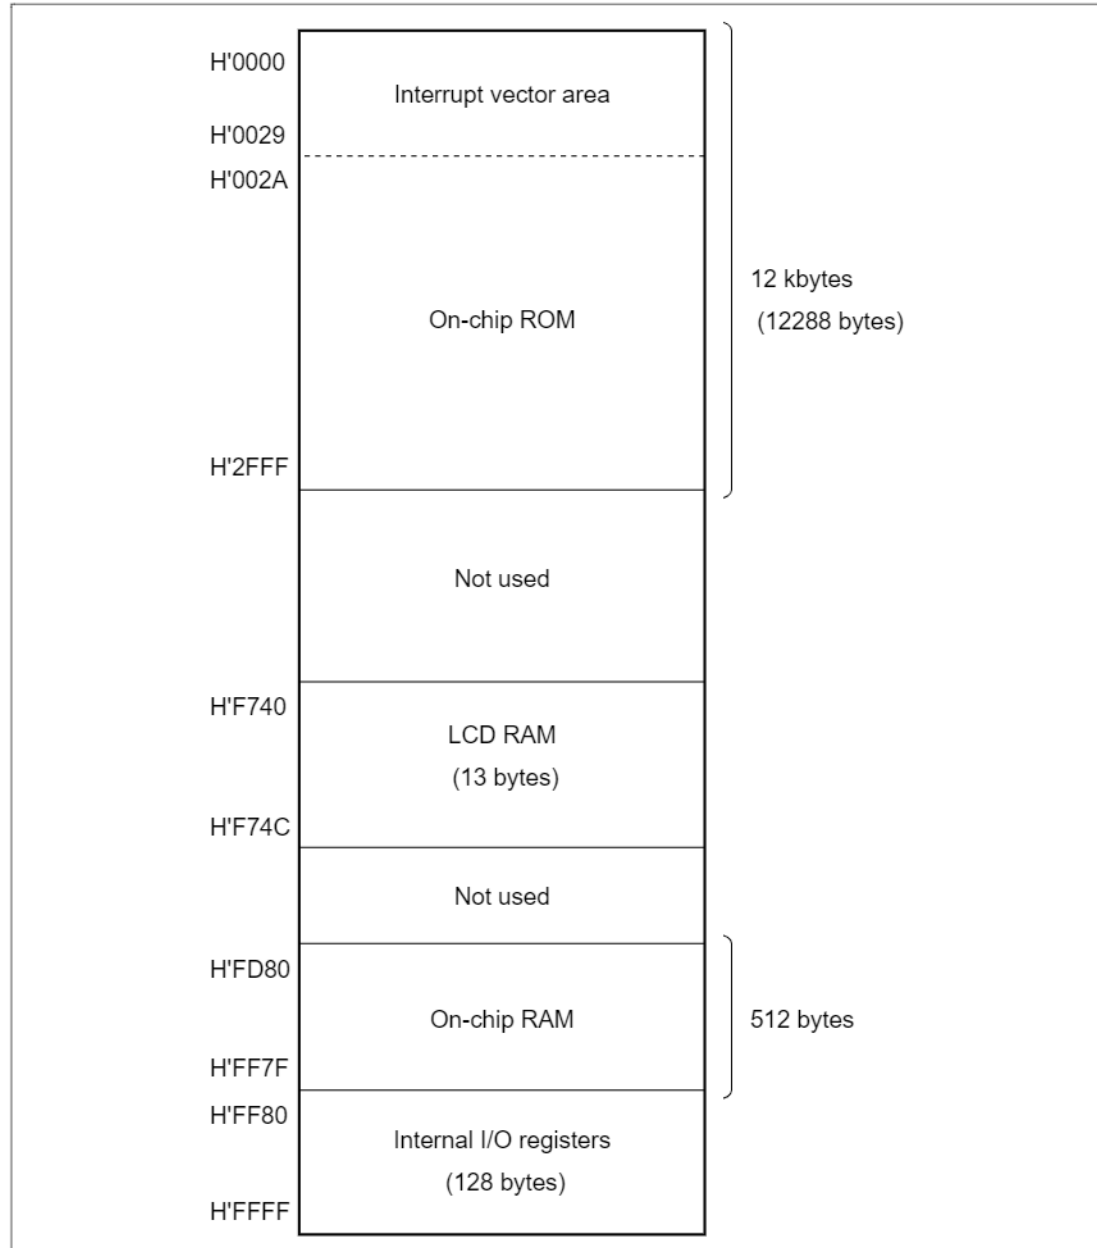 H'0000
Interrupt vector area
H'0029
H'002A
12 kbytes
On-chip ROM
(12288 bytes)
H'2FFF
Not used
H'F740
LCD RAM
(13 bytes)
H'F74C
Not used
H'FD80
On-chip RAM
512 bytes
H'FF7F
H'FF80
Internal I/O registers
(128 bytes)
H'FFFF